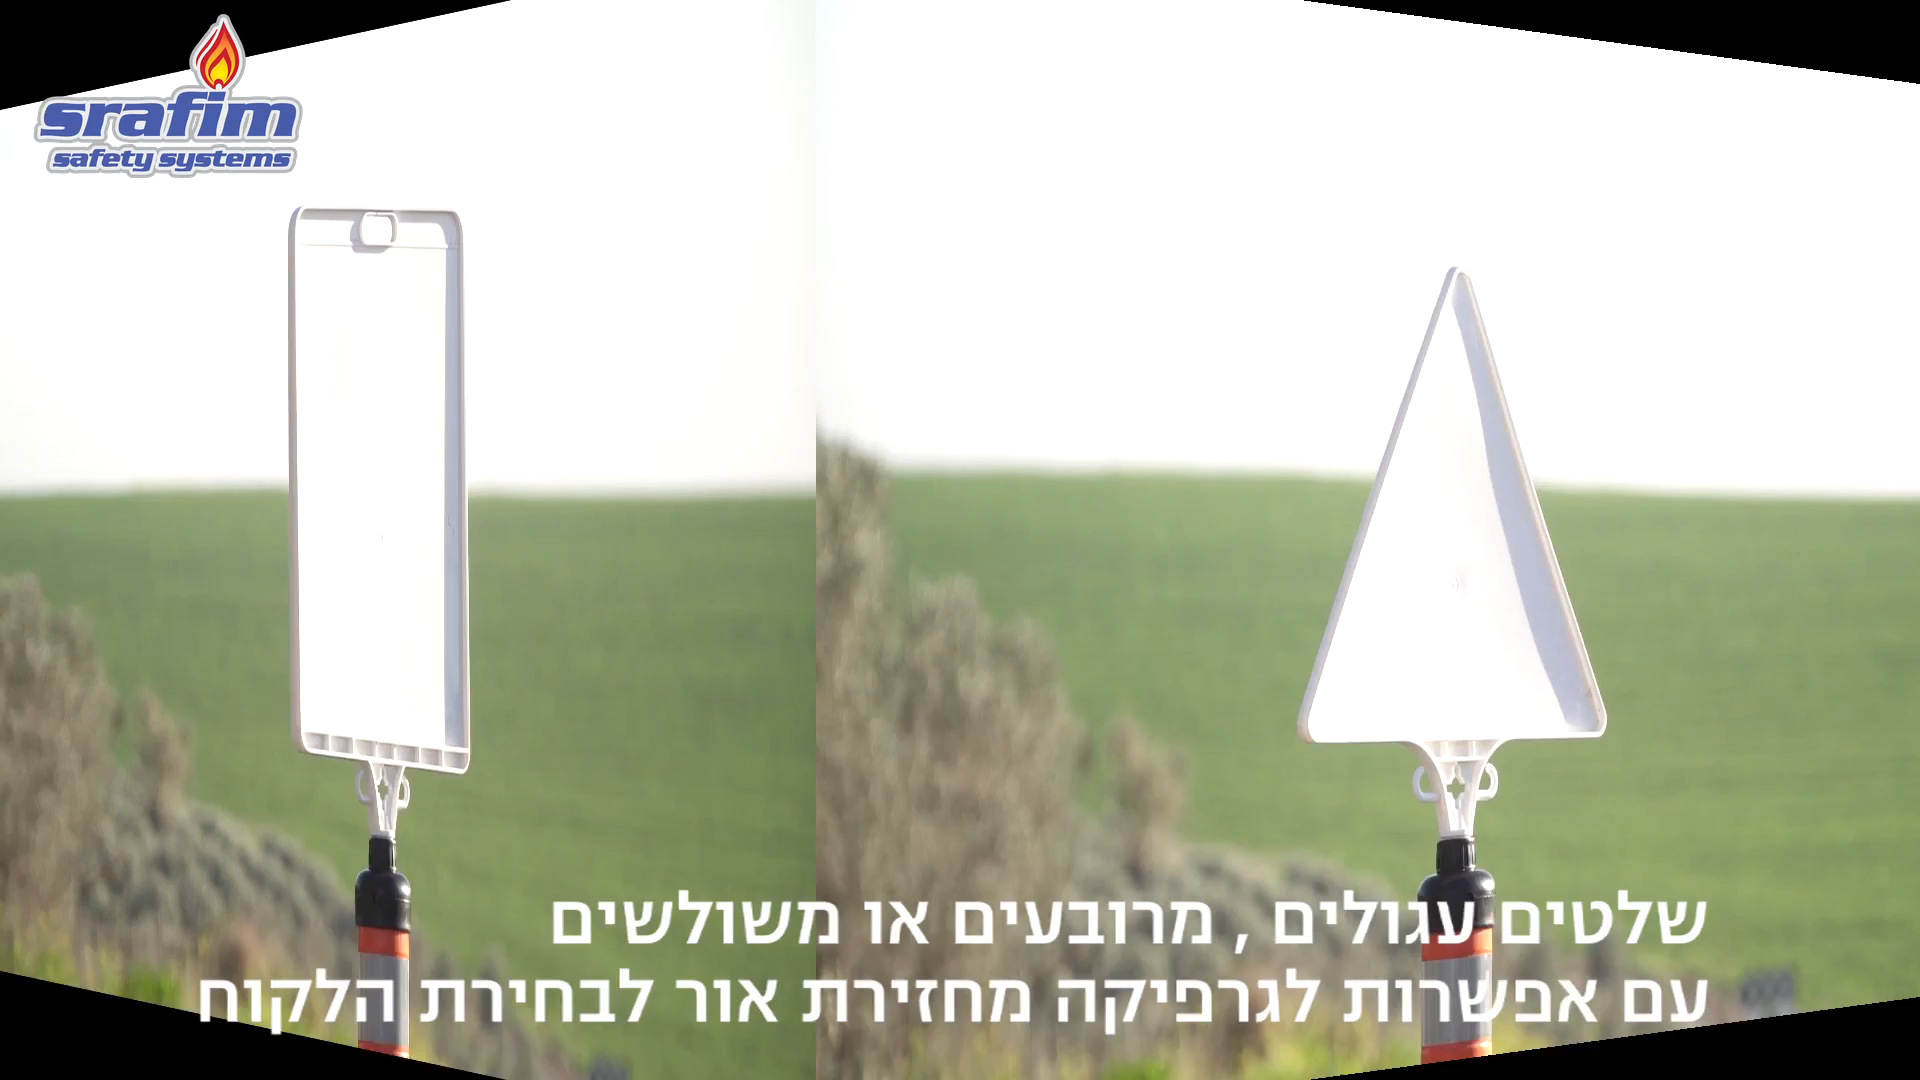 srafim
safety systems
שלטים עגולים , מרובעים או משולשים
עם אפשרות לגרפיקה מחזירת אור לבחירת הלקוח